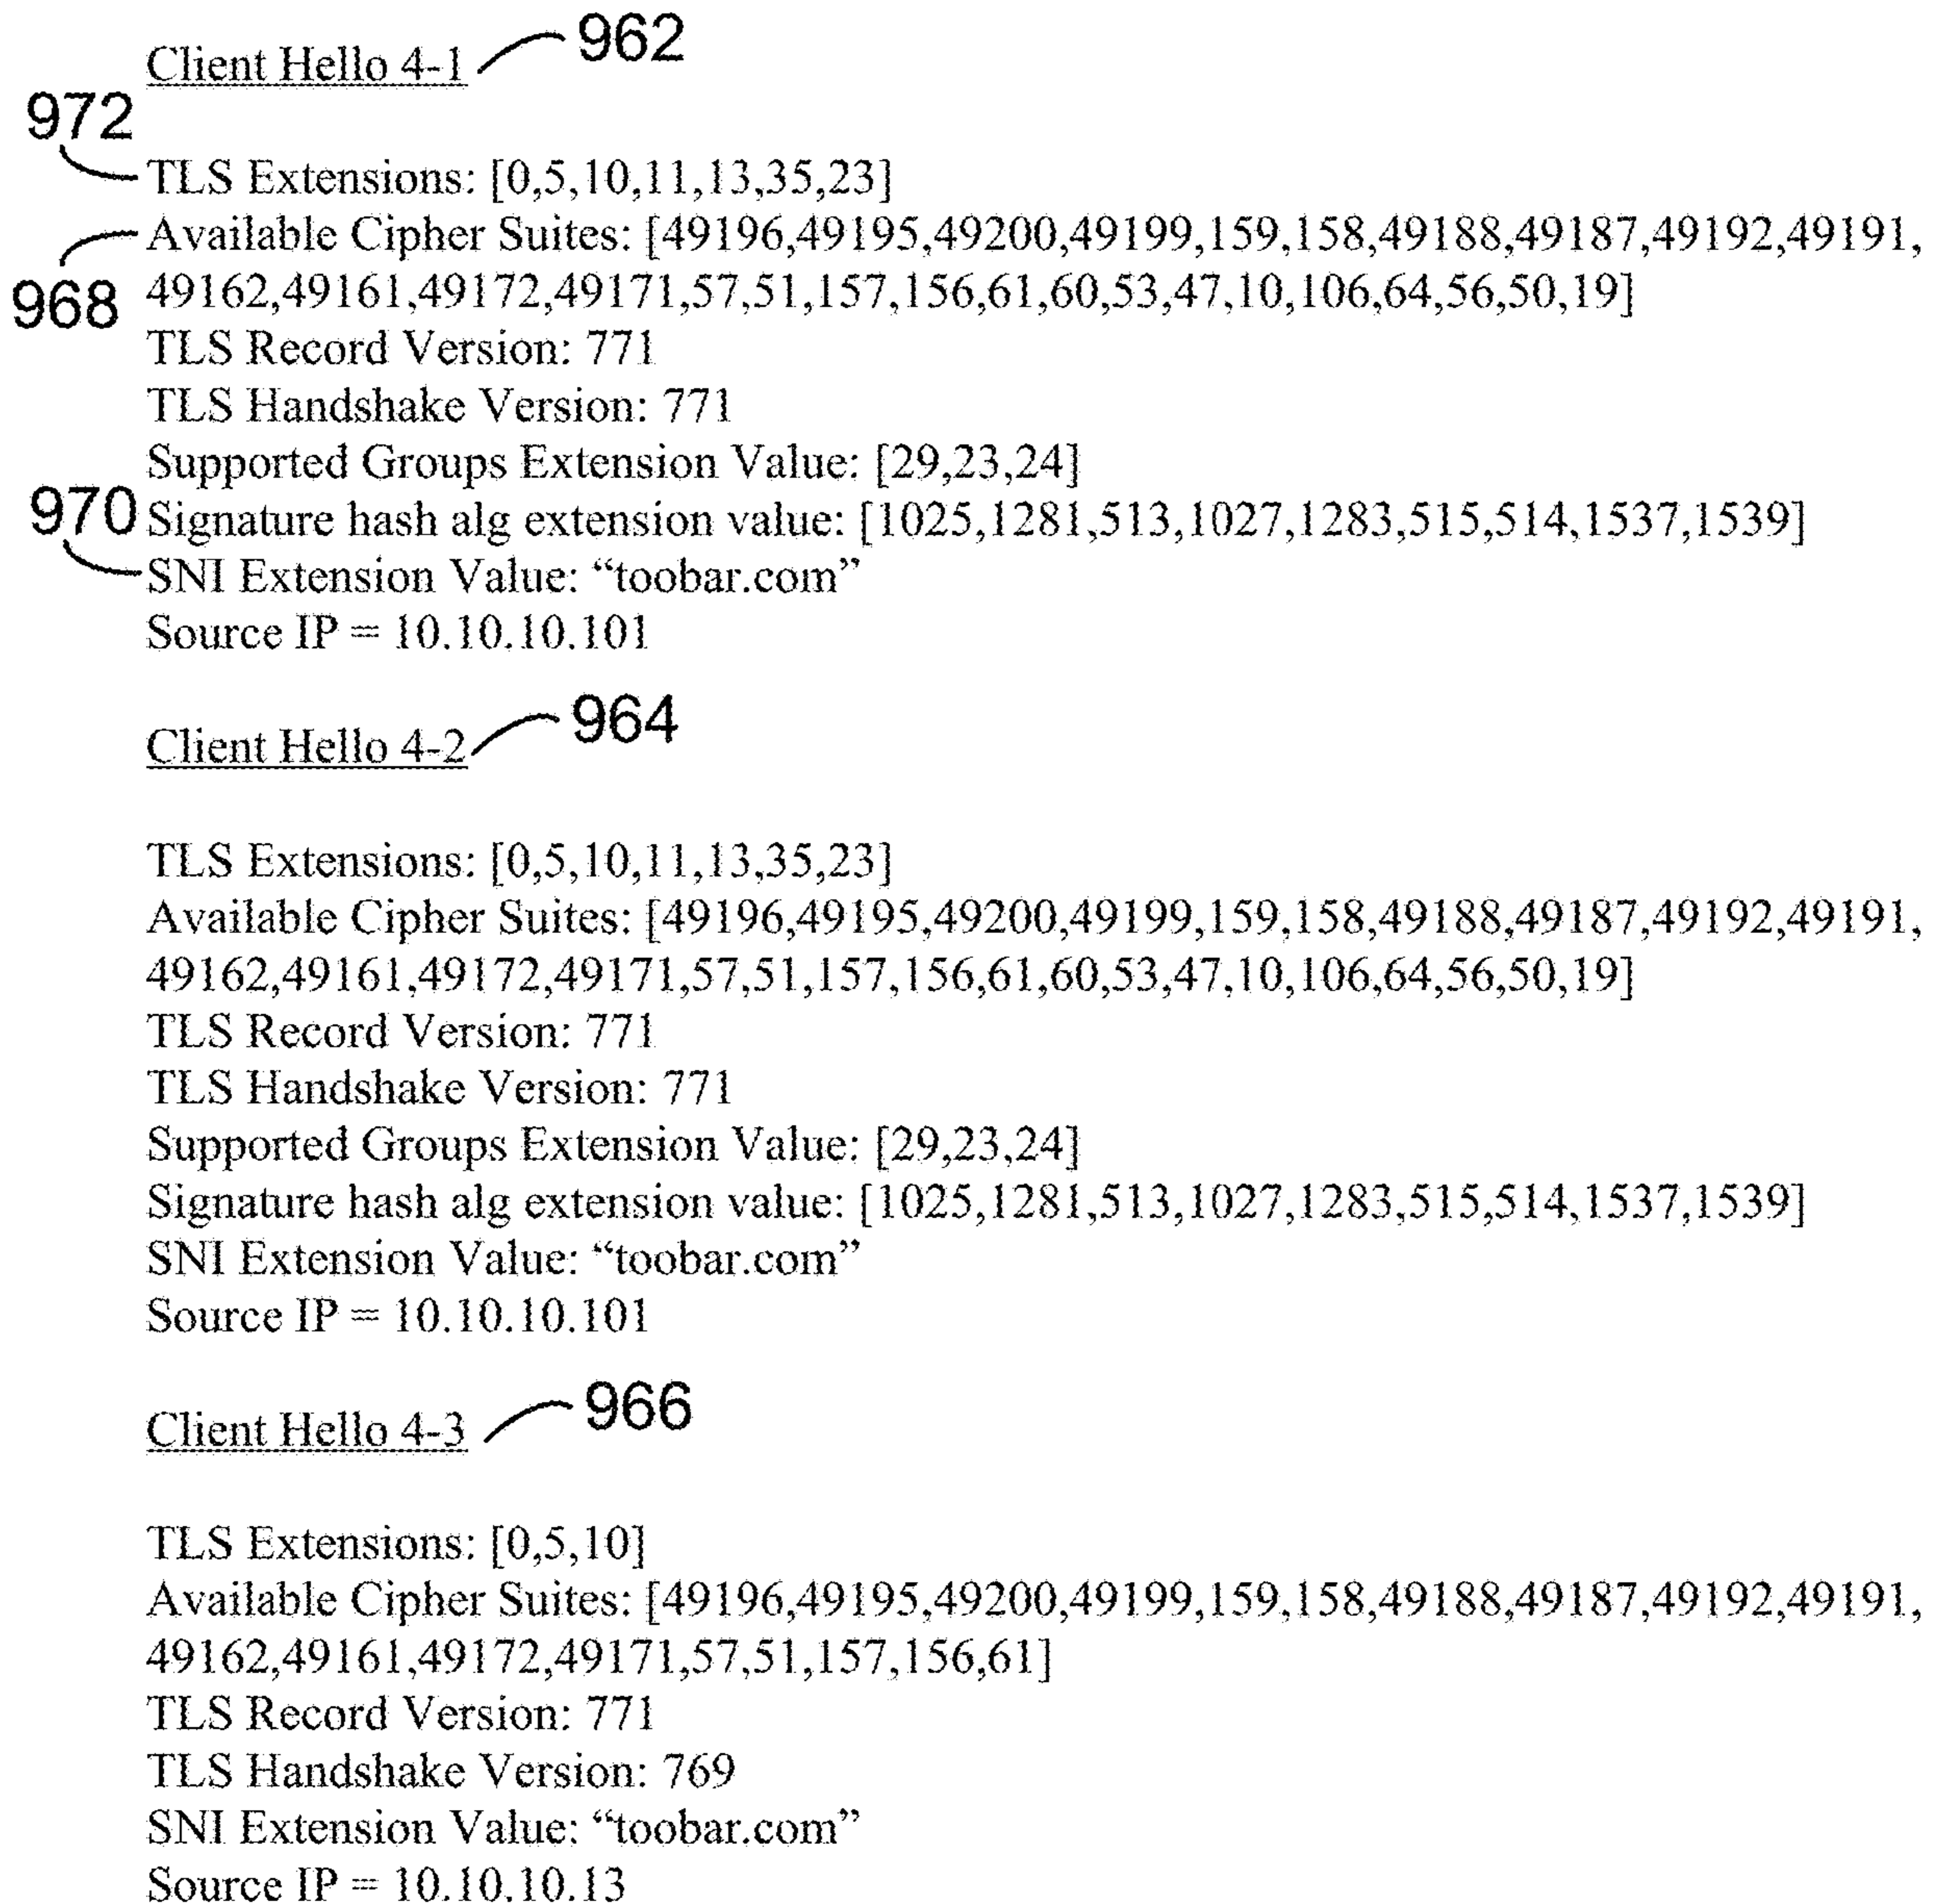 Client Hello 4-1 962
972
TLS Extensions: [0,5,10,11,13,35,23]
Available Cipher Suites: [49196,49195,49200,49199,159,158,49188,49187,49192,49191,
968 49162,49161,49172,49171,57,51,157,156,61,60,53,47,10,106,64,56,50,19]
TLS Record Version: 771
TLS Handshake Version: 771
Supported Groups Extension Value: [29,23,24]
970 Signature hash alg extension value: [1025,1281,513,1027,1283,515,514,1537,1539]
SNI Extension Value: “toobar.com”
Source IP = 10.10.10.101
Client Hello 4-2 964
TLS Extensions: [0,5,10,11,13,35,23]
Available Cipher Suites: [49196,49195,49200,49199,159,158,49188,49187,49192,49191,
49162,49161,49172,49171,57,51,157,156,61,60,53,47,10,106,64,56,50,19]
TLS Record Version: 771
TLS Handshake Version: 771
Supported Groups Extension Value: [29,23,24]
Signature hash alg extension value: [1025,1281,513,1027,1283,515,514,1537,1539]
SNI Extension Value: “toobar.com”
Source IP = 10.10.10.101
Client Hello 4-3 966
TLS Extensions: [0,5,10]
Available Cipher Suites: [49196,49195,49200,49199,159,158,49188,49187,49192,49191,
49162,49161,49172,49171,57,51,157,156,61]
TLS Record Version: 771
TLS Handshake Version: 769
SNI Extension Value: “toobar.com”
Source IP = 10.10.10.13